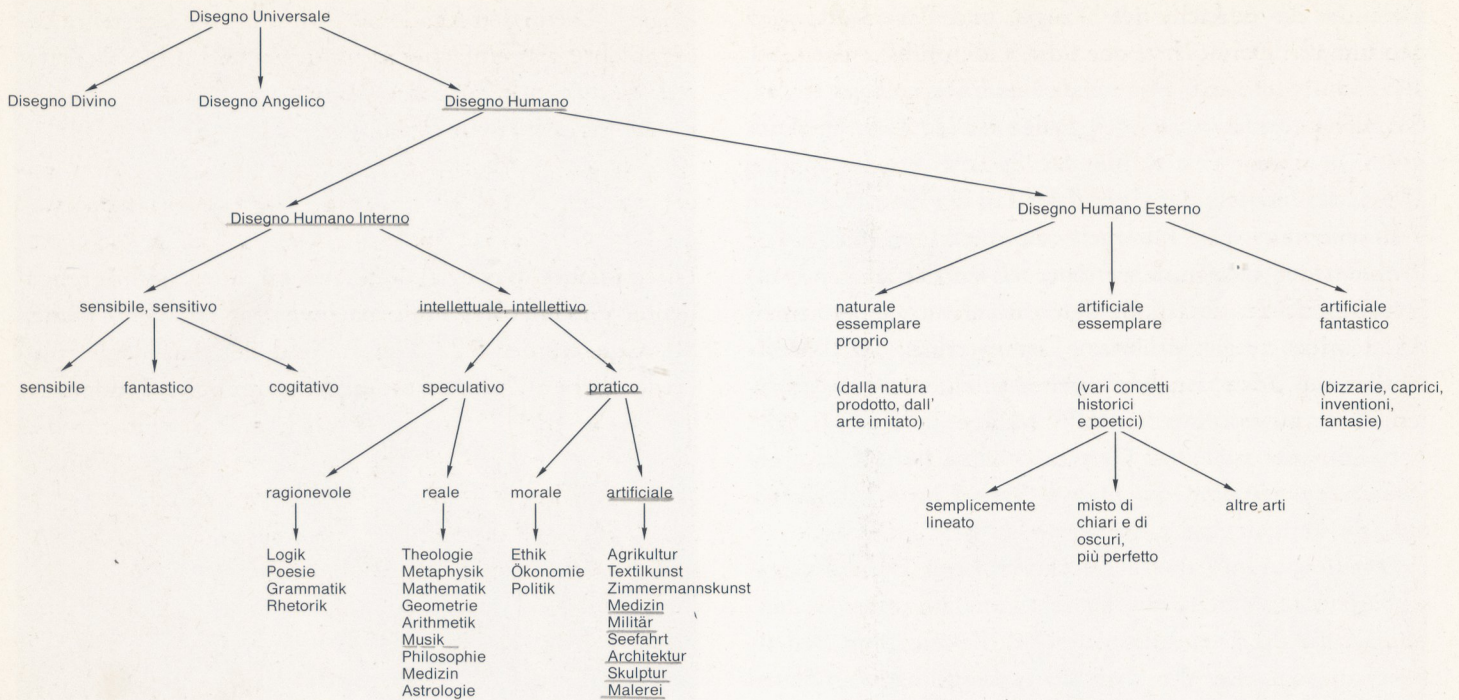 Disegno Universale
Disegno Divino
Disegno Angelico
Disegno Humano
Disegno Humano Interno
Disegno Humano Esterno
sensibile, sensitivo
intellettuale, intellettivo
naturale
essemplare
proprio
artificiale
essemplare
artificiale
fantastico
sensibile
fantastico
cogitativo
speculativo
pratico
(dalla natura
prodotto, dall'
arte imitato)
(vari concetti
historici
e poetici)
(bizzarie, caprici,
inventioni,
fantasie)
ragionevole
reale
morale
artificiale
semplicemente
lineato
misto di
chiari e di
oscuri,
più perfetto
altre arti
Logik
Poesie
Grammatik
Rhetorik
Theologie
Metaphysik
Mathematik
Geometrie
Arithmetik
Musik
Philosophie
Medizin
Astrologie
Ethik
Ökonomie
Politik
Agrikultur
Textilkunst
Zimmermannskunst
Medizin
Militär
Seefahrt
Architektur
Skulptur
Malerei